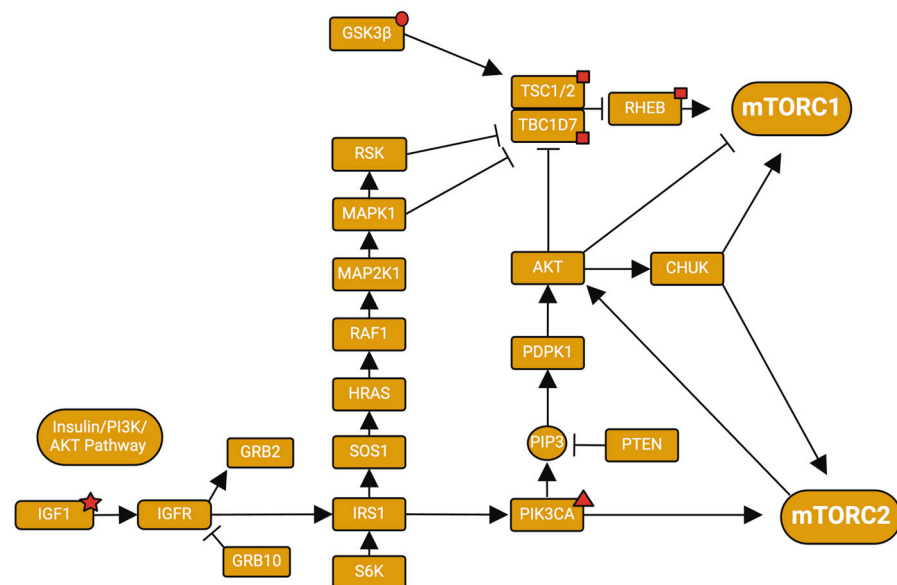 GSK3β
TSC1/2
TBC1D7
RHEB
mTORC1
RSK
MAPK1
MAP2K1
AKT
CHUK
RAF1
PDPK1
HRAS
Insulin/PI3K/
AKT Pathway
GRB2
SOS1
PIP3
PTEN
IGF1
IGFR
IRS1
PIK3CA
mTORC2
GRB10
S6K